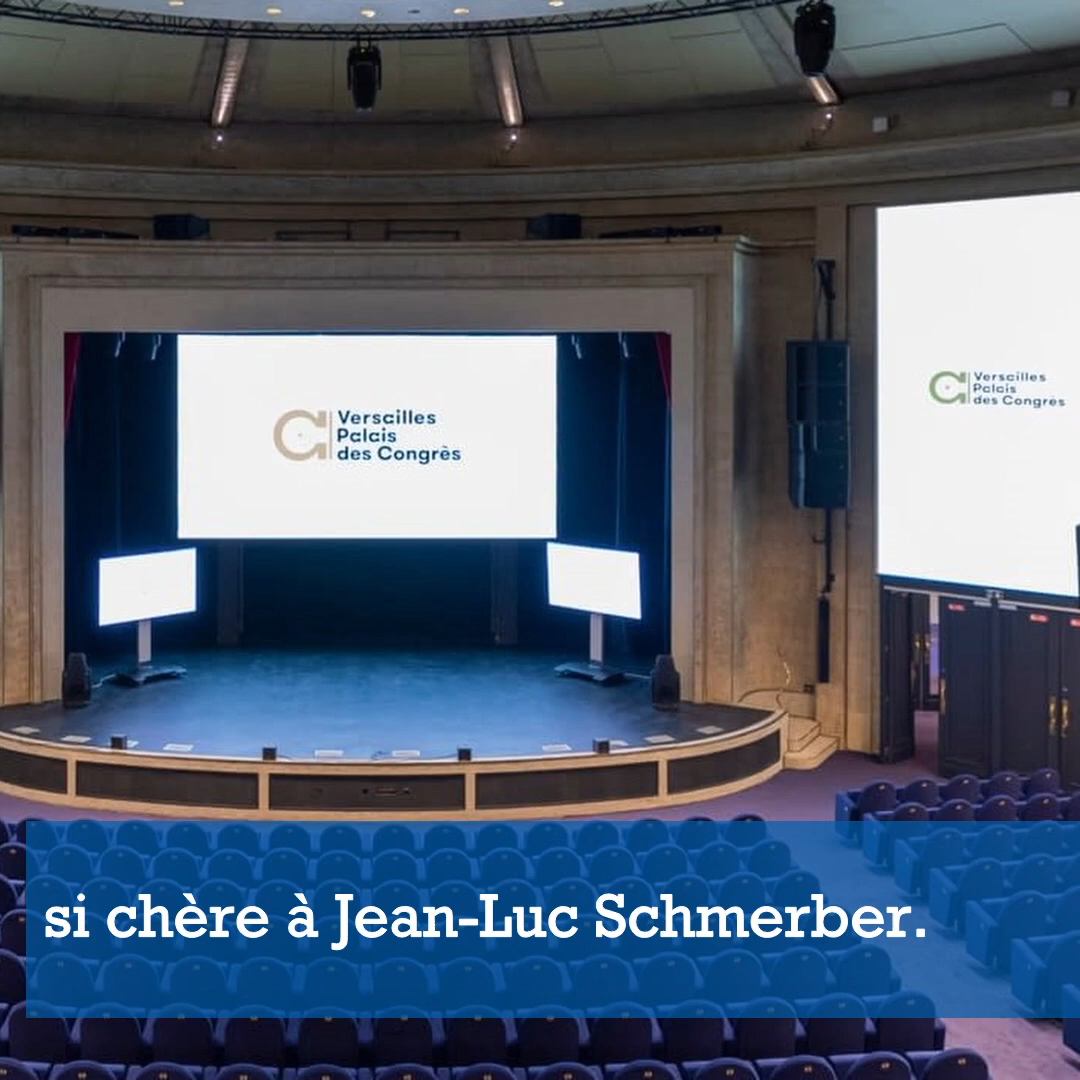 Versailles
Palais
des Congrès
Versailles
Palais
des Congrès
si chère à Jean-Luc Schmerber.